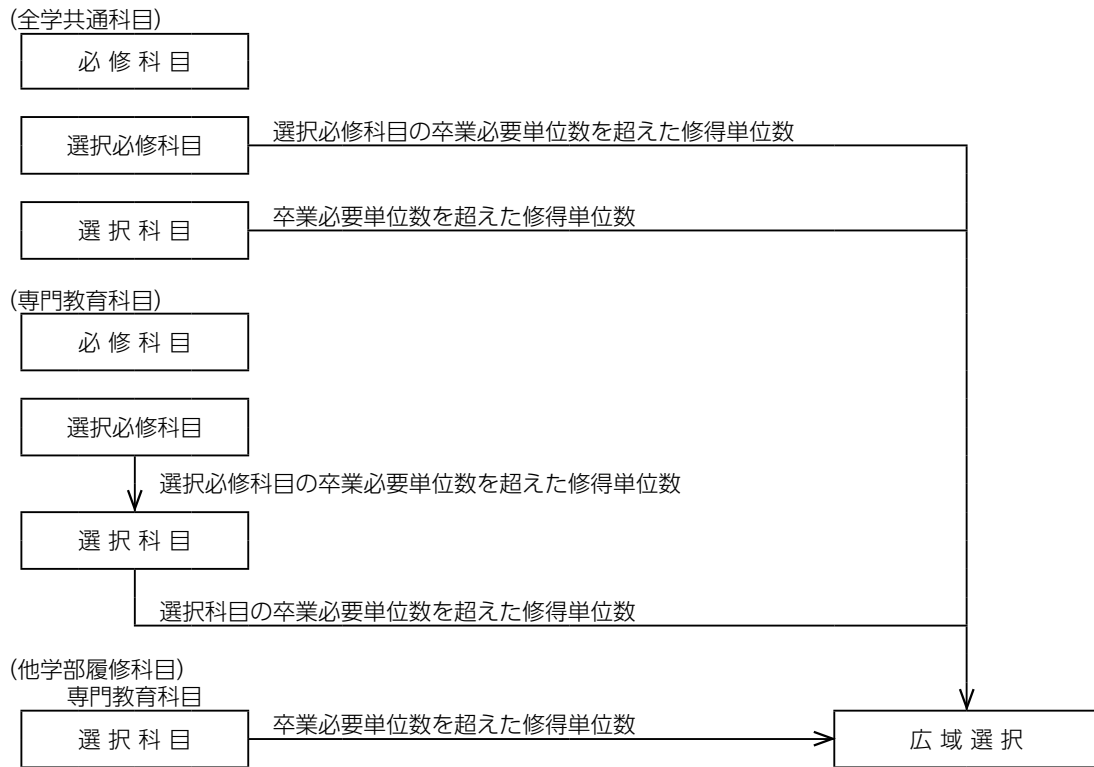 (全学共通科目)
必 修 科 目
選択必修科目
選択必修科目の卒業必要単位数を超えた修得単位数
選 択 科 目
卒業必要単位数を超えた修得単位数
(専門教育科目)
必 修 科 目
選択必修科目
選択必修科目の卒業必要単位数を超えた修得単位数
選 択 科 目
選択科目の卒業必要単位数を超えた修得単位数
(他学部履修科目)
専門教育科目
選 択 科 目
卒業必要単位数を超えた修得単位数
広 域 選 択